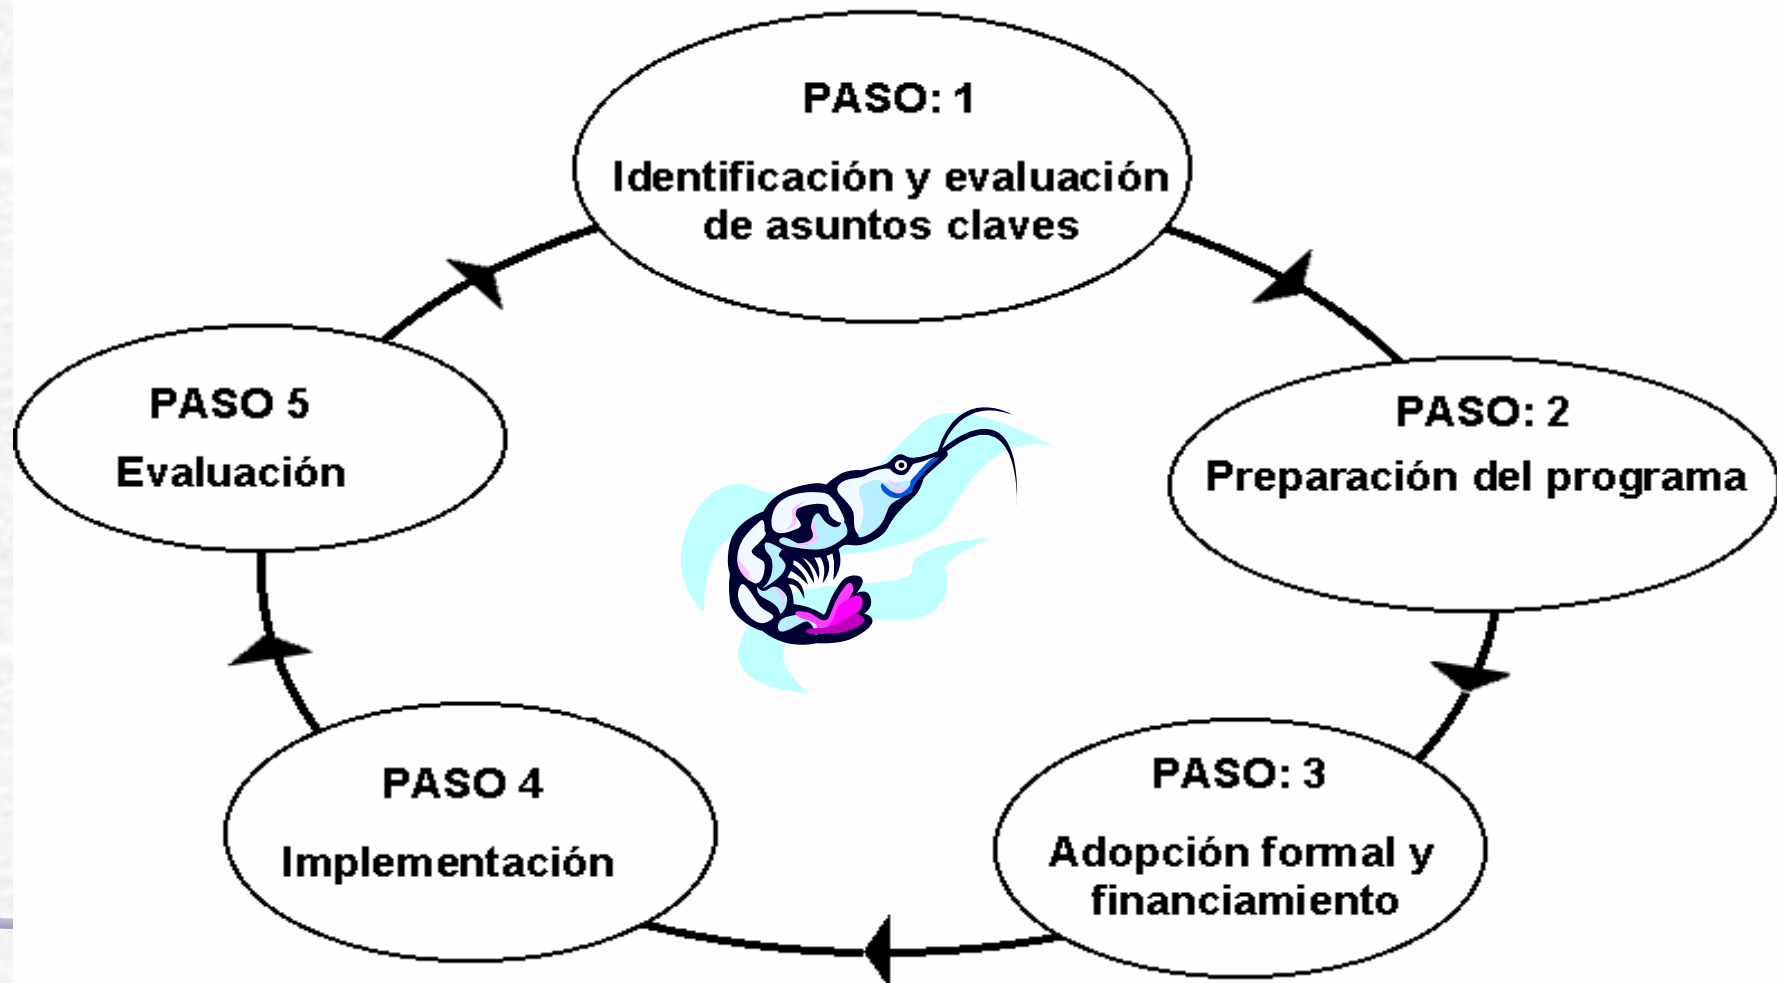 PASO: 1
Identificación y evaluación
de asuntos claves
PASO: 2
Preparación del programa
PASO: 3
Adopción formal y
financiamiento
PASO 4
Implementación
PASO 5
Evaluación